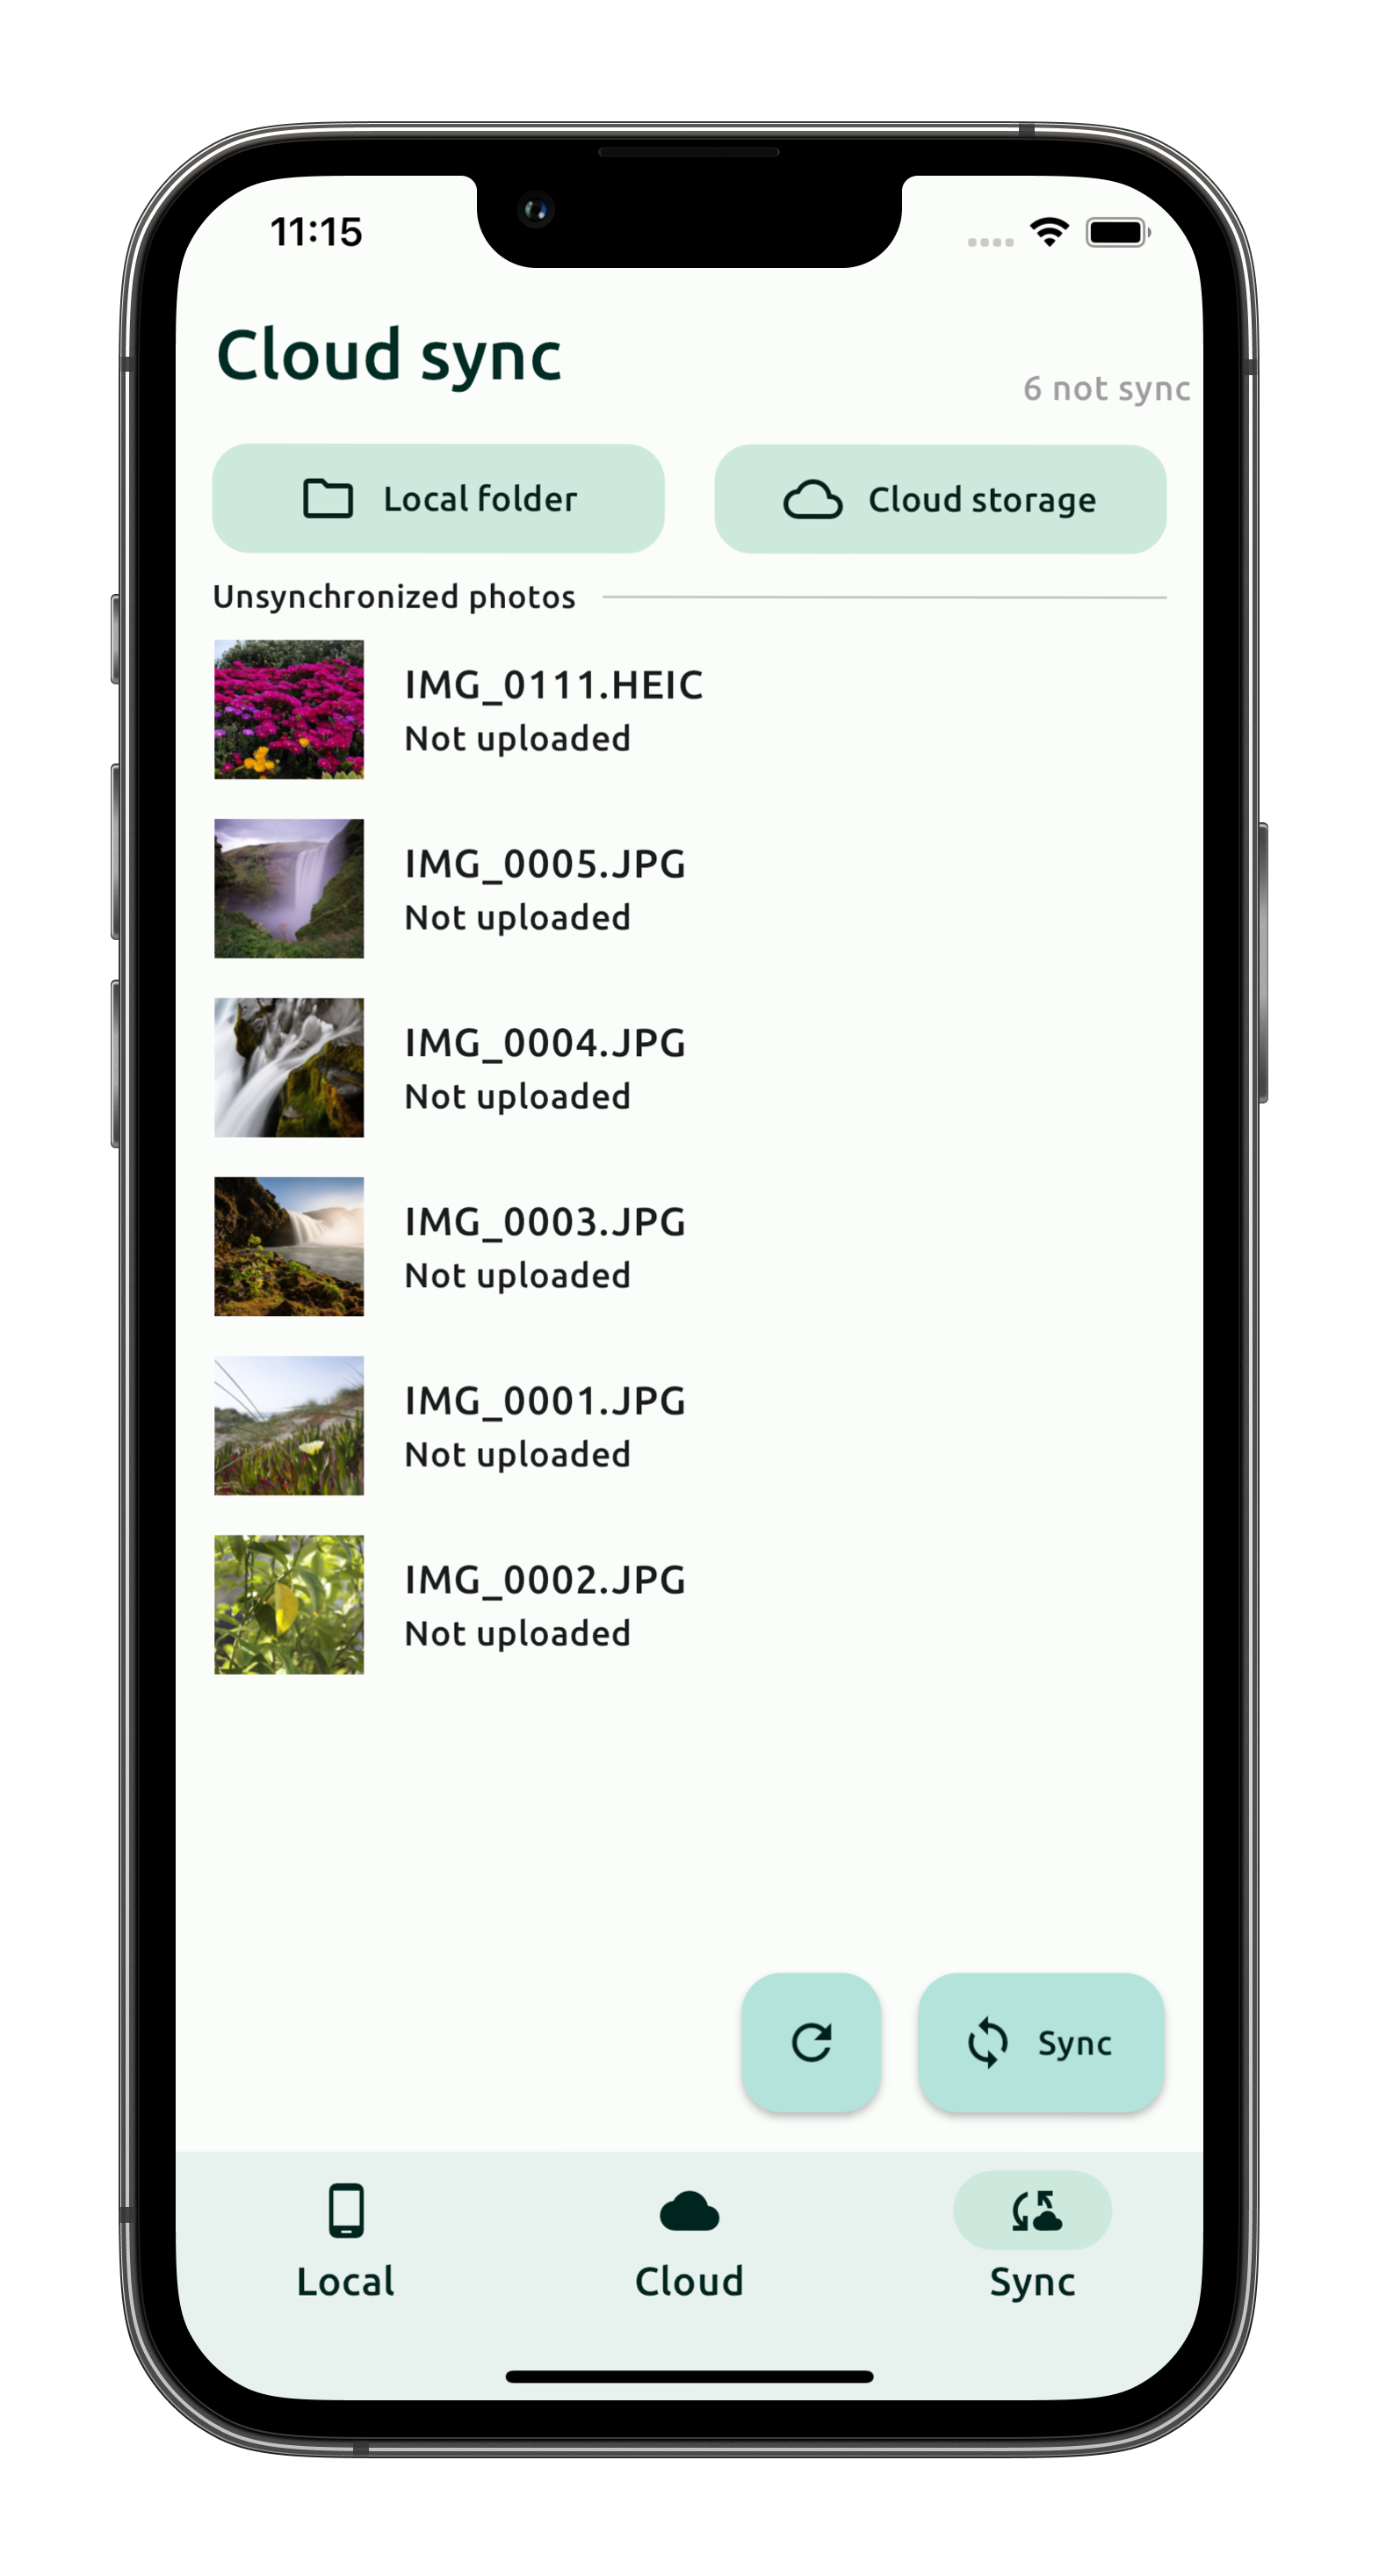 11:15
Cloud sync
6 not sync
Local folder
Cloud storage
Unsynchronized photos
IMG_0111.HEIC
Not uploaded
IMG_0005.JPG
Not uploaded
IMG_0004.JPG
Not uploaded
IMG_0003.JPG
Not uploaded
IMG_0001.JPG
Not uploaded
IMG_0002.JPG
Not uploaded
Sync
Local
Cloud
Sync